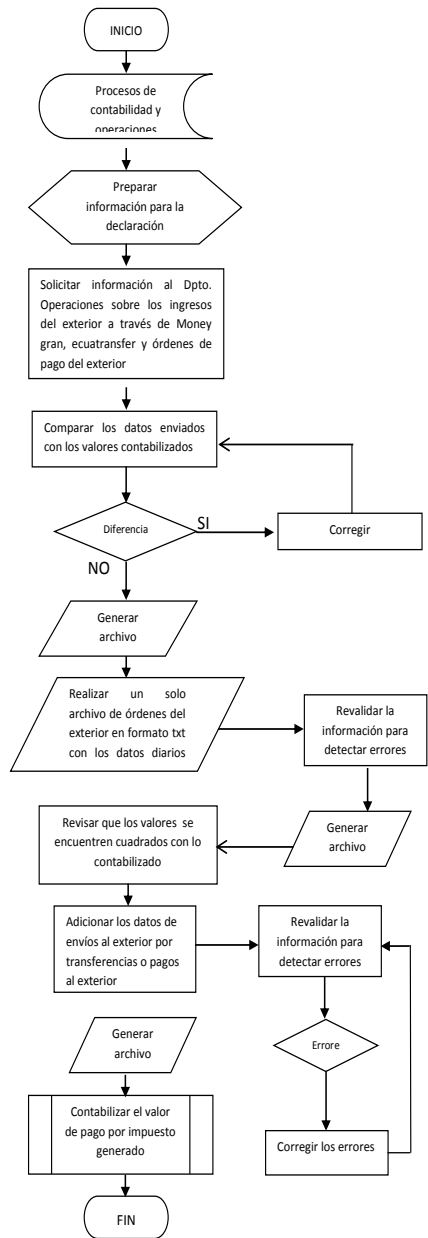 INICIO
Procesos de
contabilidad y
operaciones
Preparar
información para la
declaración
Solicitar información al Dpto.
Operaciones sobre los ingresos
del exterior a través de Money
gran, ecuatransfer y órdenes de
pago del exterior
Comparar los datos enviados
con los valores contabilizados
Diferencia
SI
Corregir
NO
Generar
archivo
Realizar un solo
archivo de órdenes del
exterior en formato txt
con los datos diarios
Revalidar la
información para
detectar errores
Generar
archivo
Revisar que los valores se
encuentren cuadrados con lo
contabilizado
Adicionar los datos de
envíos al exterior por
transferencias o pagos
al exterior
Revalidar la
información para
detectar errores
Errore
Corregir los errores
Generar
archivo
Contabilizar el valor
de pago por impuesto
generado
FIN